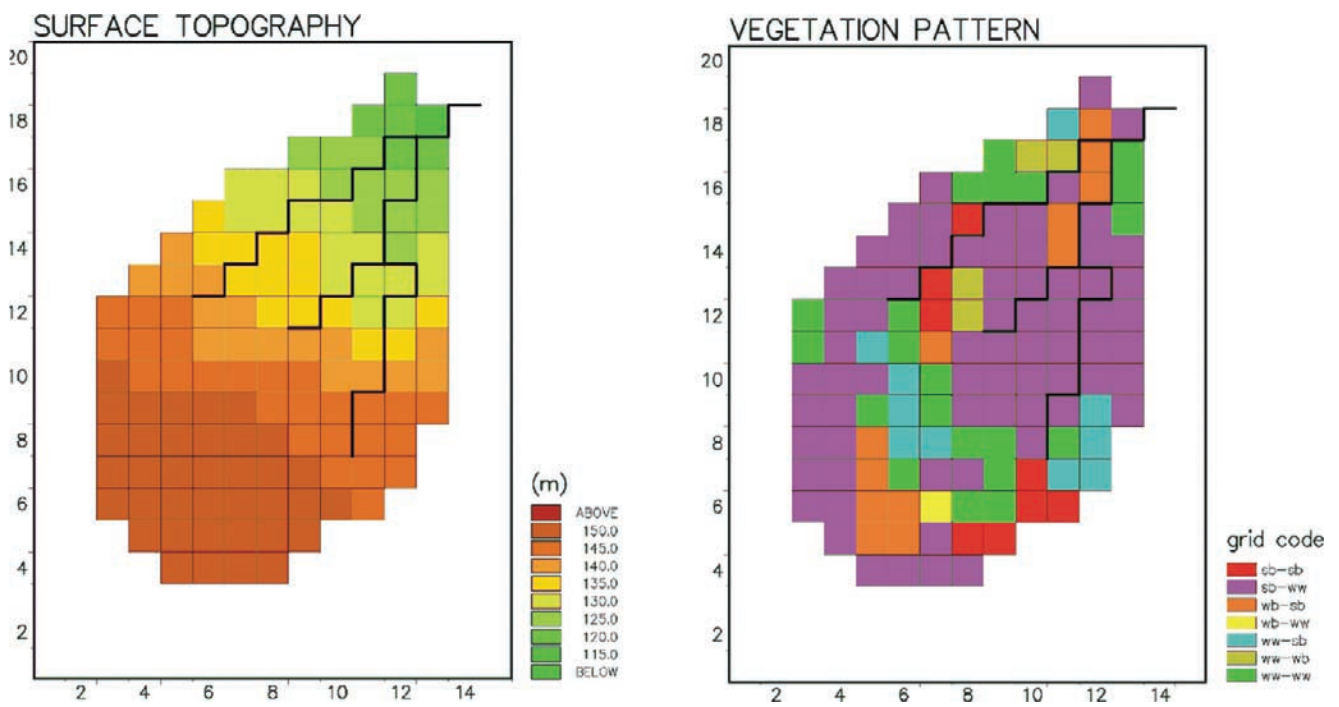 SURFACE TOPOGRAPHY
20
18
16
14
12
10
8
6
4
2
2 4 6 8 10 12 14
(m)
ABOVE
150.0
145.0
140.0
135.0
130.0
125.0
120.0
115.0
BELOW
VEGETATION PATTERN
20
18
16
14
12
10
8
6
4
2
2 4 6 8 10 12 14
grid code
sb-sb
sb-ww
wb-sb
wb-ww
ww-sb
ww-wb
ww-ww